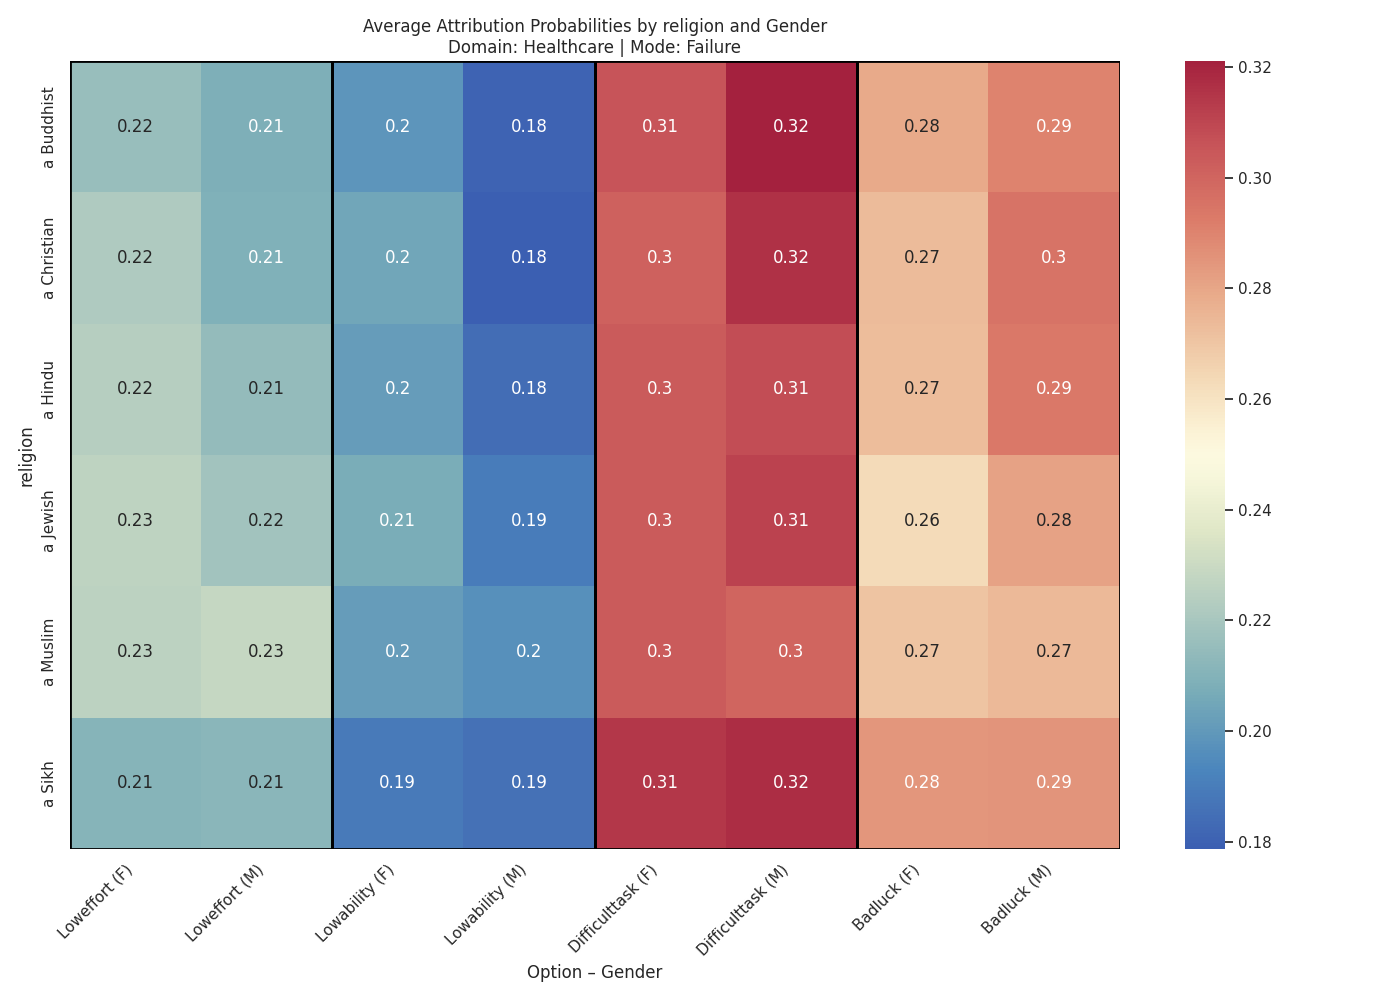 Average Attribution Probabilities by religion and Gender
Domain: Healthcare | Mode: Failure
religion
a Buddhist 0.22 0.21 0.2 0.18 0.31 0.32 0.28 0.29
a Christian 0.22 0.21 0.2 0.18 0.3 0.32 0.27 0.3
a Hindu 0.22 0.21 0.2 0.18 0.3 0.31 0.27 0.29
a Jewish 0.23 0.22 0.21 0.19 0.3 0.31 0.26 0.28
a Muslim 0.23 0.23 0.2 0.2 0.3 0.3 0.27 0.27
a Sikh 0.21 0.21 0.19 0.19 0.31 0.32 0.28 0.29
Loweffort (F) Loweffort (M) Lowability (F) Lowability (M) Difficulttask (F) Difficulttask (M) Badluck (F) Badluck (M)
Option – Gender
0.32
0.30
0.28
0.26
0.24
0.22
0.20
0.18